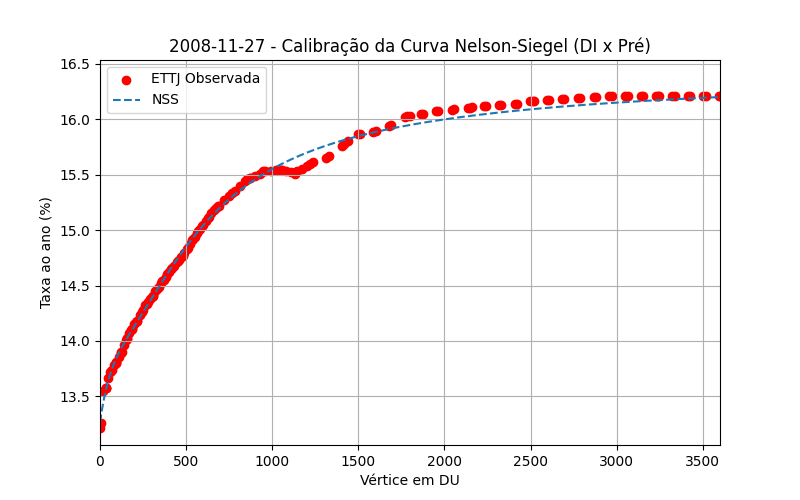 2008-11-27 - Calibração da Curva Nelson-Siegel (DI x Pré)
ETTJ Observada
NSS
Taxa ao ano (%)
16.5
16.0
15.5
15.0
14.5
14.0
13.5
0 500 1000 1500 2000 2500 3000 3500
Vértice em DU